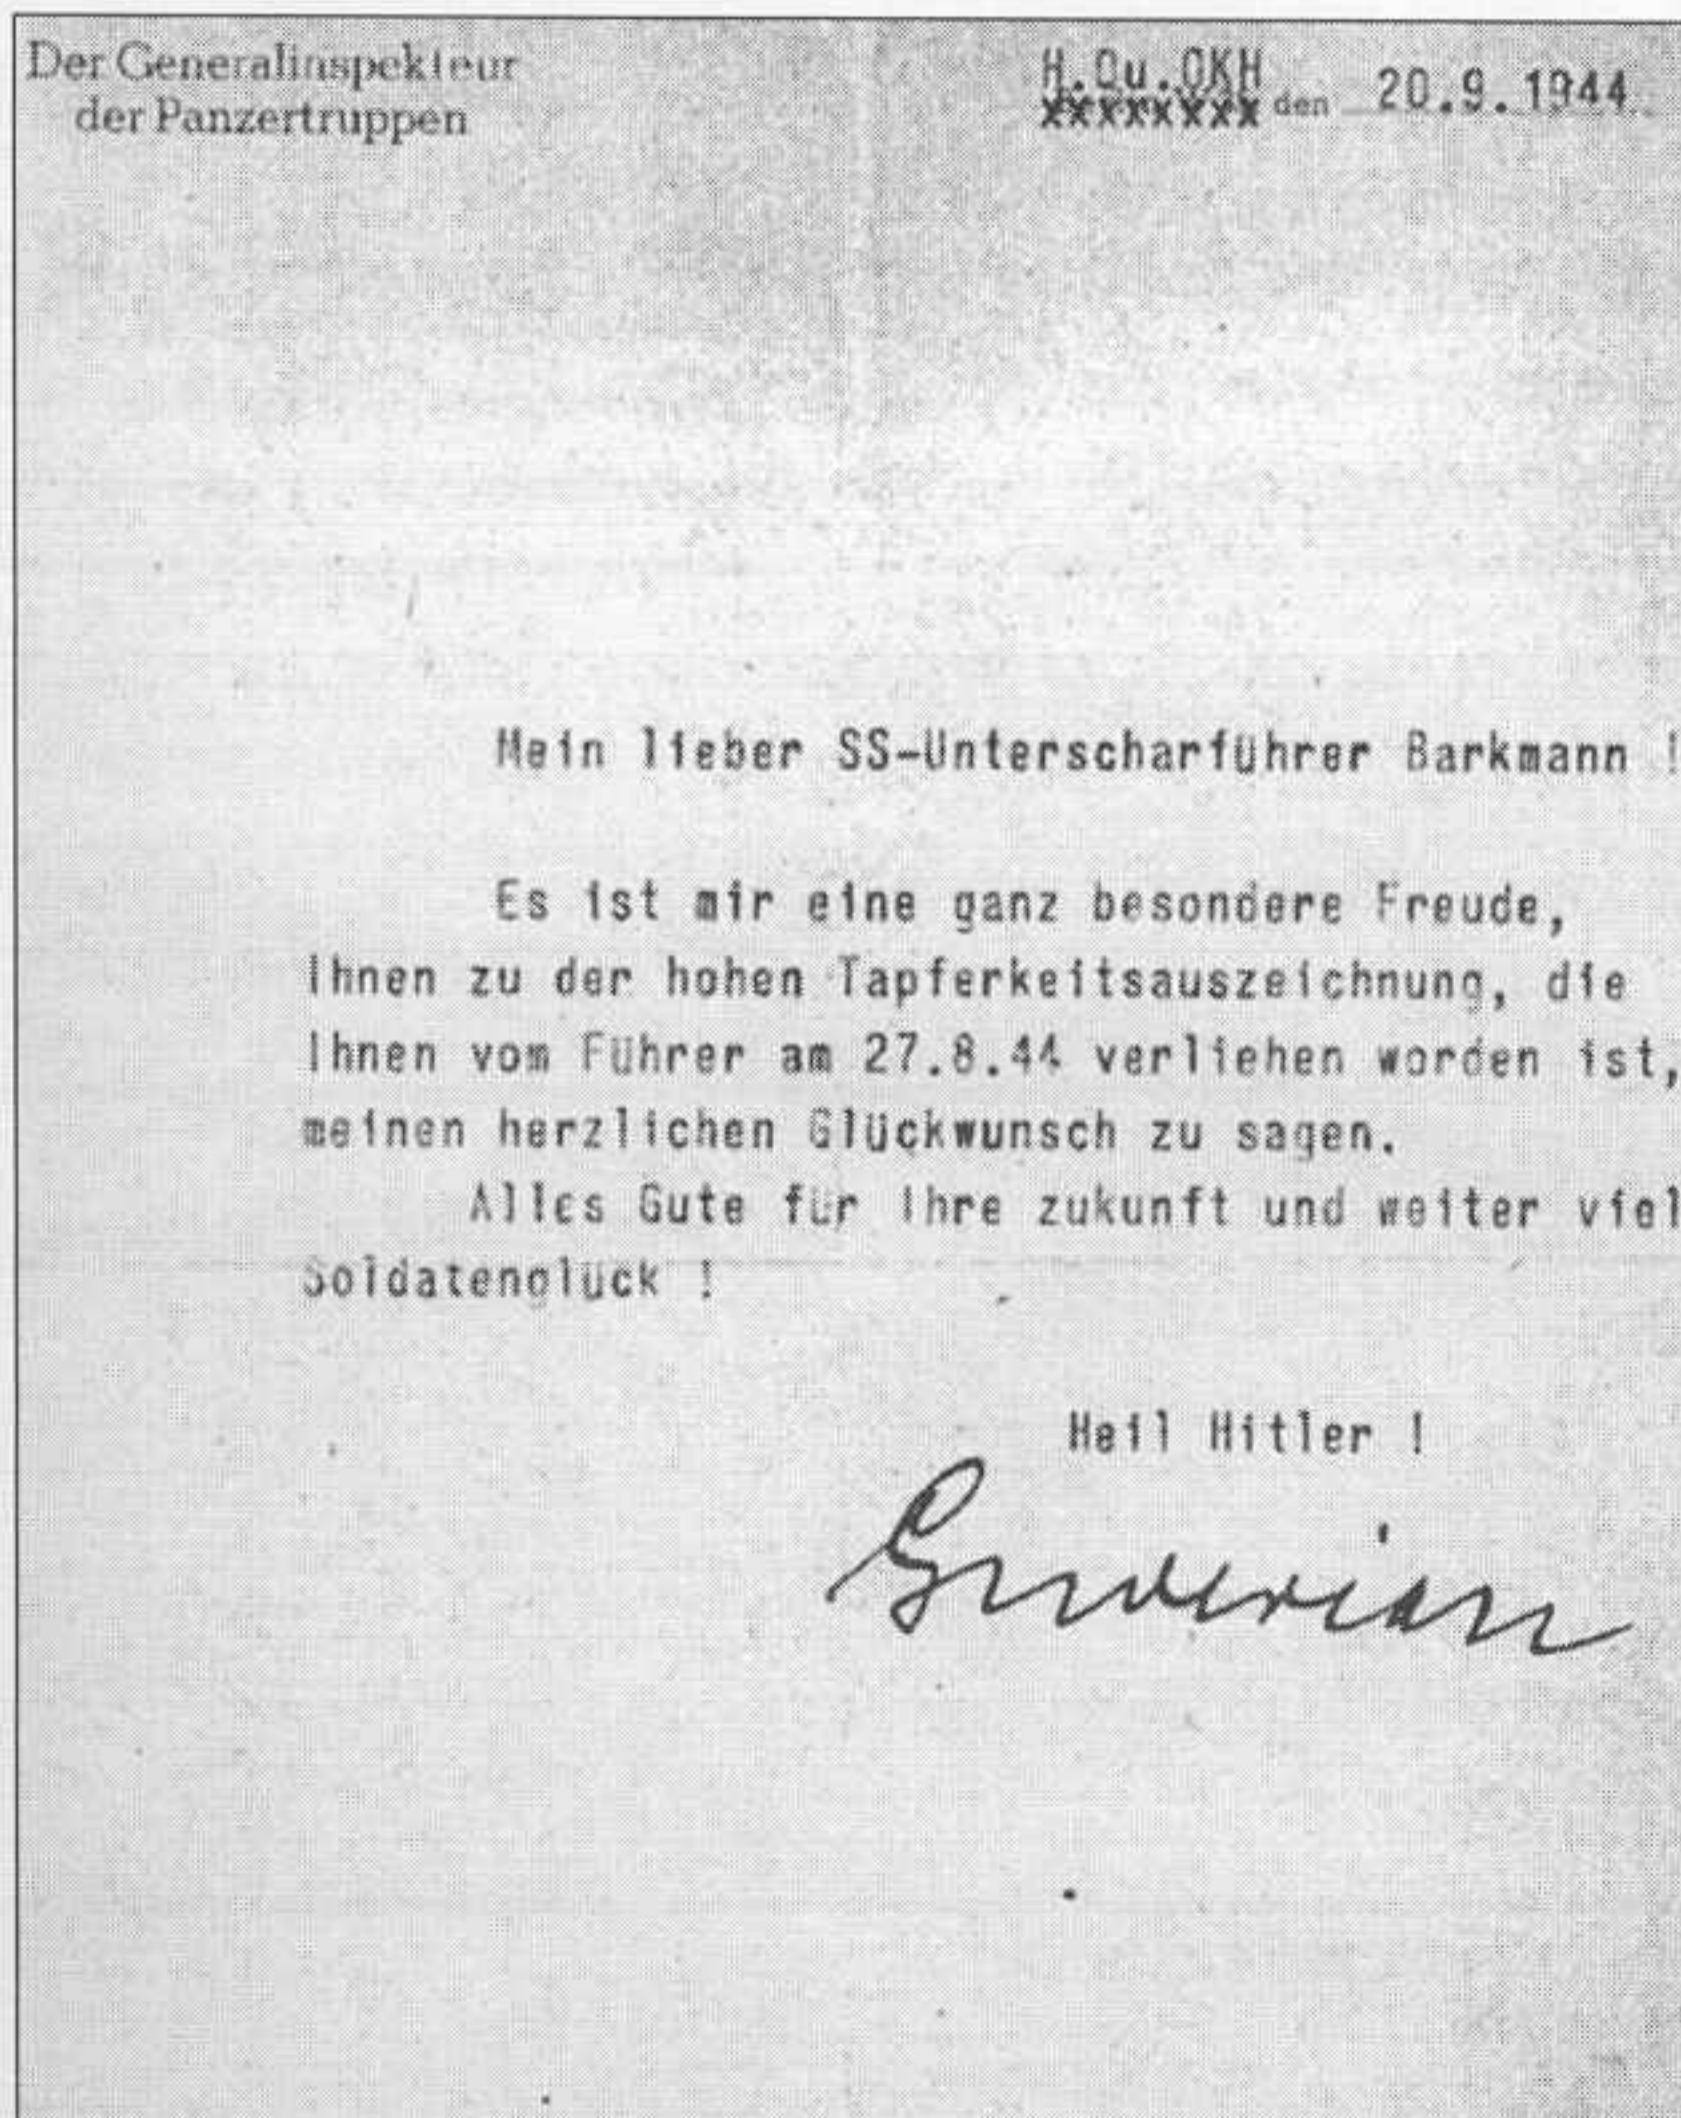 Der Generalinspekteur
der Panzertruppen
H.Qu.OKH
xxxxxxxx den 20.9.1944
Mein lieber SS-Unterscharführer Barkmann !
Es ist mir eine ganz besondere Freude,
Ihnen zu der hohen Tapferkeitsauszeichnung, die
Ihnen vom Führer am 27.8.44 verliehen worden ist,
meinen herzlichen Glückwunsch zu sagen.
Alles Gute für Ihre zukunft und weiter viel
Soldatenglück !
Heil Hitler !
Guderian